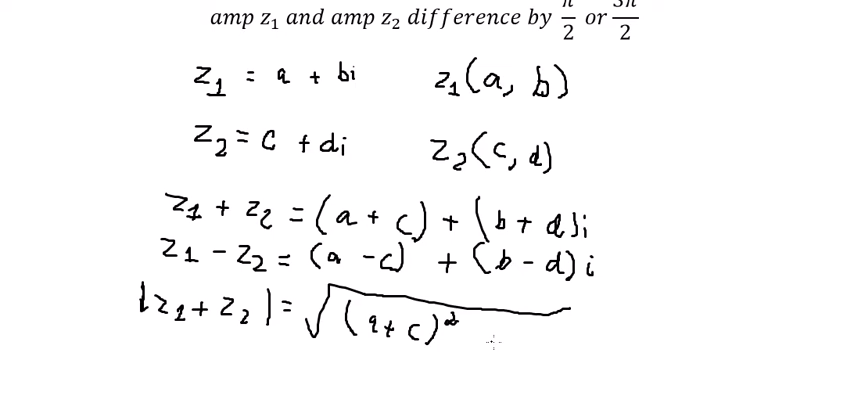 amp z₁ and amp z₂ difference by π/2 or 3π/2
z₁ = a + bi z₁(a, b)
z₂ = c + di z₂(c, d)
z₁ + z₂ = (a + c) + (b + d)i
z₁ - z₂ = (a - c) + (b - d)i
|z₁ + z₂| = √(a + c)²